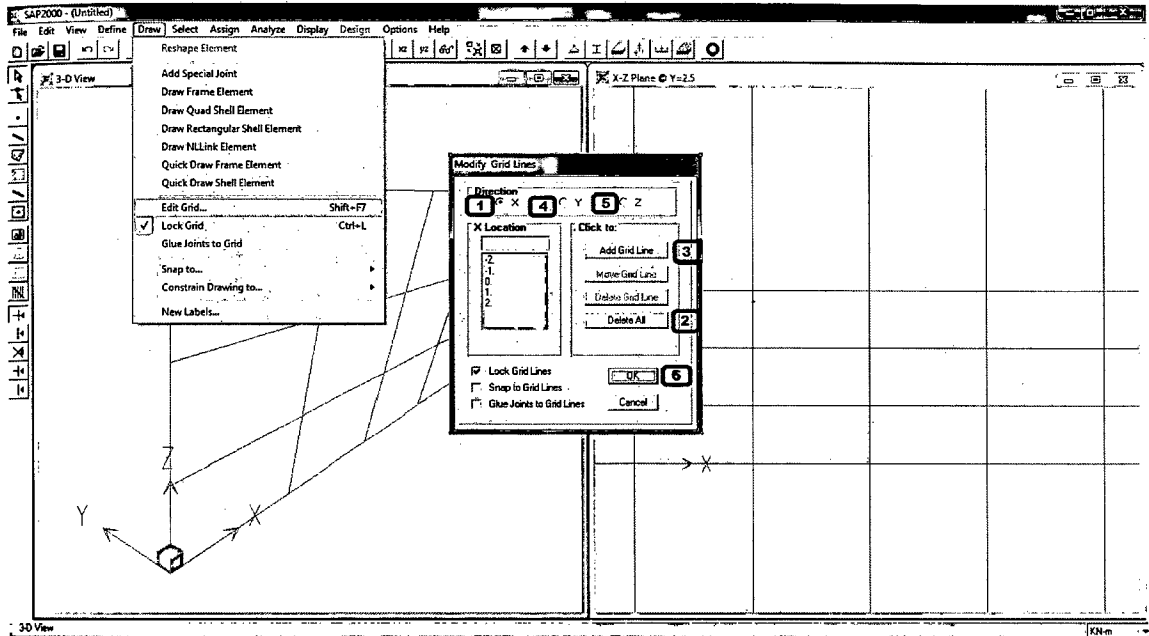 SAP2000 - (Untitled)
File Edit View Define Draw Select Assign Analyze Display Design Options Help
xz yz 6o°
Reshape Element
Add Special Joint
Draw Frame Element
Draw Quad Shell Element
Draw Rectangular Shell Element
Draw NLLink Element
Quick Draw Frame Element
Quick Draw Shell Element
Edit Grid... Shift+F7
Lock Grid Ctrl+L
Glue Joints to Grid
Snap to...
Constrain Drawing to...
New Labels...
3-D View
X-Z Plane @ Y=2.5
Modify Grid Lines
Direction
1 X 4 Y 5 Z
X Location
Click to:
-2.
-1.
0.
1.
2.
Add Grid Line 3
Move Grid Line
Delete Grid Line
Delete All 2
Lock Grid Lines
Snap to Grid Lines
Glue Joints to Grid Lines
OK 6
Cancel
Z
Y
X
X
3-D View
KN-m